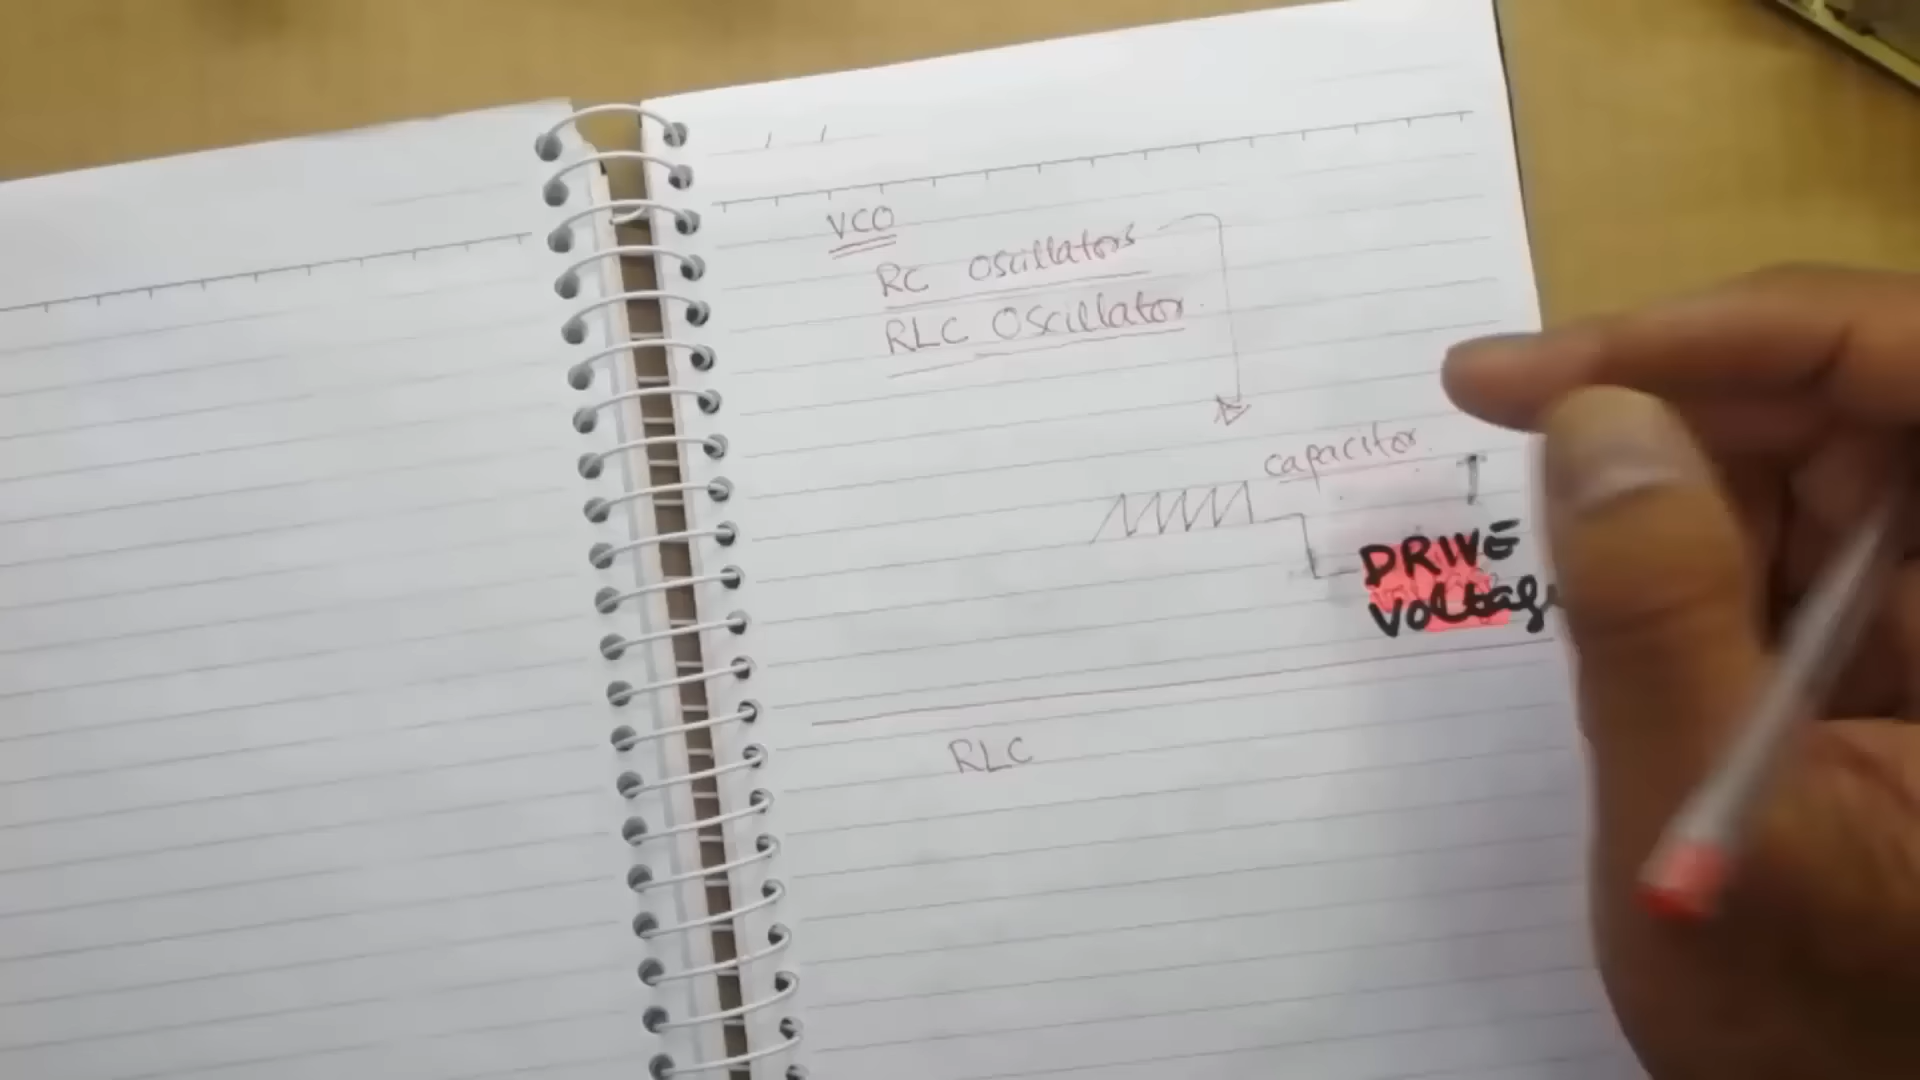 VCO
RC Oscillators
RLC Oscillator
capacitor
DRIVE
Voltage
RLC